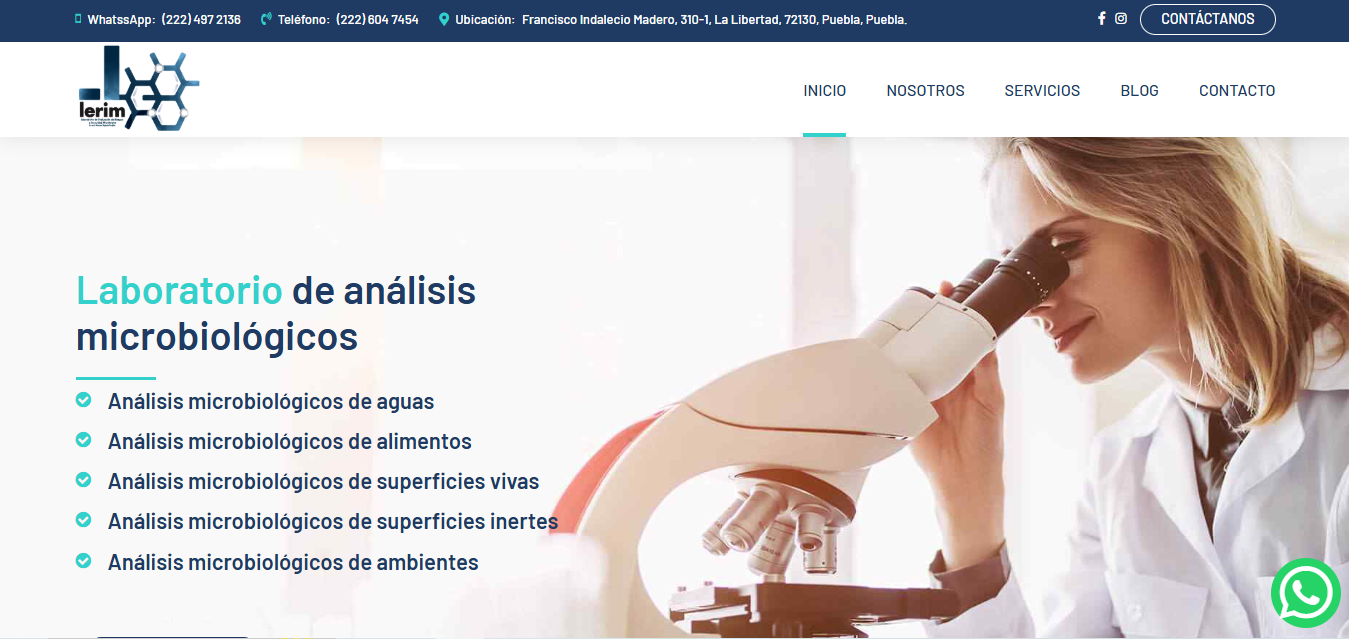 WhatssApp: (222) 497 2136 Teléfono: (222) 604 7454 Ubicación: Francisco Indalecio Madero, 310-1, La Libertad, 72130, Puebla, Puebla. CONTÁCTANOS
lerim
INICIO NOSOTROS SERVICIOS BLOG CONTACTO
Laboratorio de análisis
microbiológicos
Análisis microbiológicos de aguas
Análisis microbiológicos de alimentos
Análisis microbiológicos de superficies vivas
Análisis microbiológicos de superficies inertes
Análisis microbiológicos de ambientes